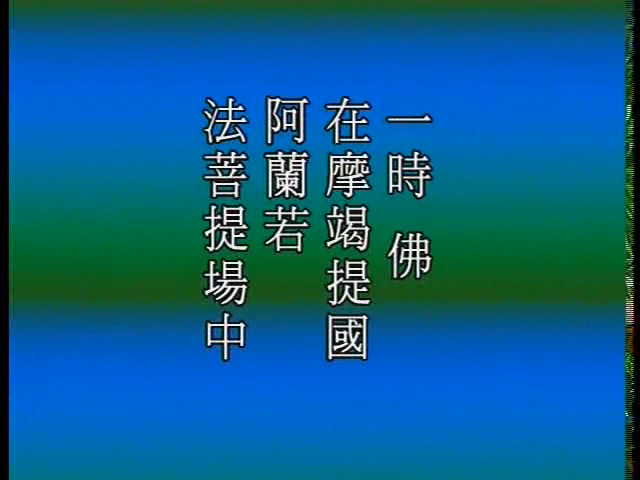 一時 佛
在摩竭提國
阿蘭若
法菩提場中